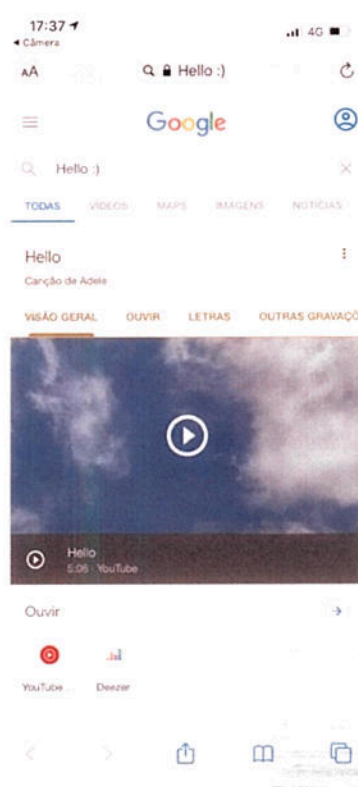 17:37
◀ Câmera
4G
AA
Hello :)
Google
Hello :)
TODAS VÍDEOS MAPS IMAGENS NOTÍCIAS
Hello
Canção de Adele
VISÃO GERAL OUVIR LETRAS OUTRAS GRAVAÇÕ
Hello
5:06 · YouTube
Ouvir
YouTube ... Deezer